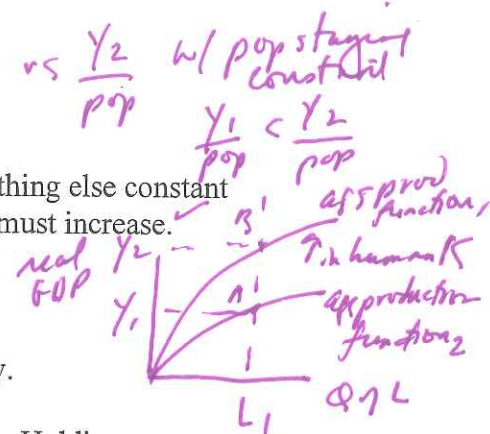 vs Y2/pop w/ pop staying constant
Y1/pop < Y2/pop
thing else constant
must increase. ✓
real GDP
Y2
Y1
B'
A'
agg prod function1
↑ in human K
agg production function2
L1
Q of L
y.